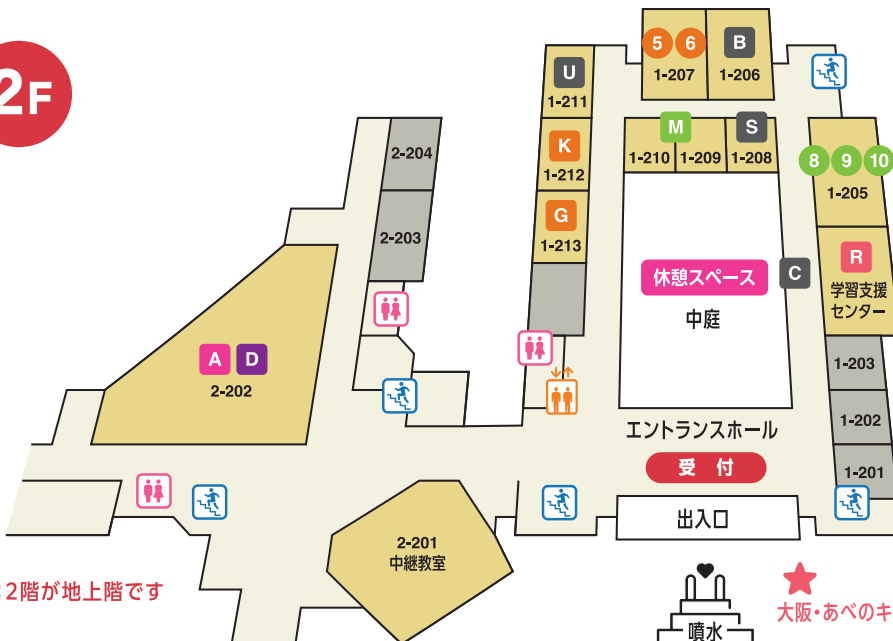 2F
5 6
1-207
B
1-206
U
1-211
K
1-212
G
1-213
M
1-210
1-209
S
1-208
8 9 10
1-205
2-204
2-203
休憩スペース
中庭
C
R
学習支援
センター
1-203
1-202
1-201
A D
2-202
エントランスホール
受付
出入口
2-201
中継教室
2階が地上階です
噴水
大阪・あべのキ